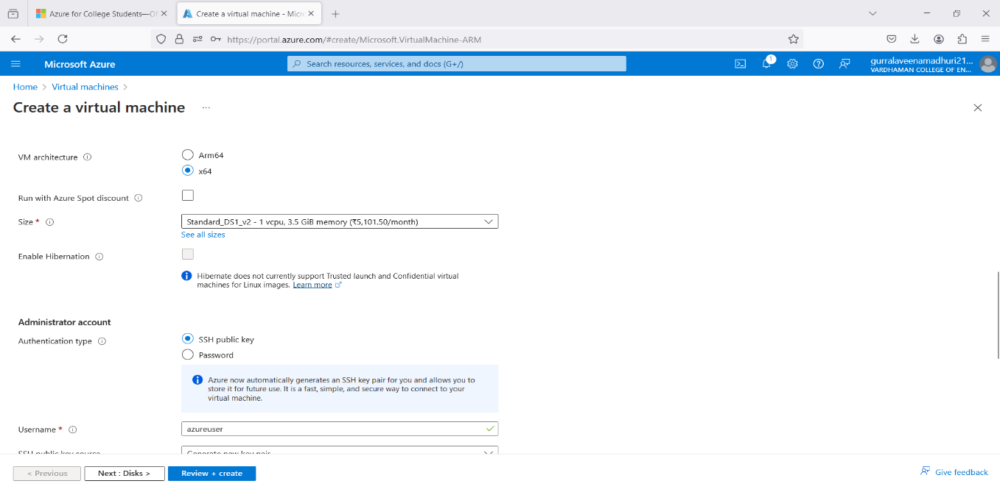 Azure for College Students—Of
Create a virtual machine - Micro
https://portal.azure.com/#create/Microsoft.VirtualMachine-ARM
Microsoft Azure
Search resources, services, and docs (G+/)
1
gurralaveenamadhuri21...
VARDHAMAN COLLEGE OF EN...
Home > Virtual machines >
Create a virtual machine ...
VM architecture
Arm64
x64
Run with Azure Spot discount
Size *
Standard_DS1_v2 - 1 vcpu, 3.5 GiB memory (₹5,101.50/month)
See all sizes
Enable Hibernation
Hibernate does not currently support Trusted launch and Confidential virtual
machines for Linux images. Learn more
Administrator account
Authentication type
SSH public key
Password
Azure now automatically generates an SSH key pair for you and allows you to
store it for future use. It is a fast, simple, and secure way to connect to your
virtual machine.
Username *
azureuser
SSH public key source
Generate new key pair
< Previous
Next : Disks >
Review + create
Give feedback